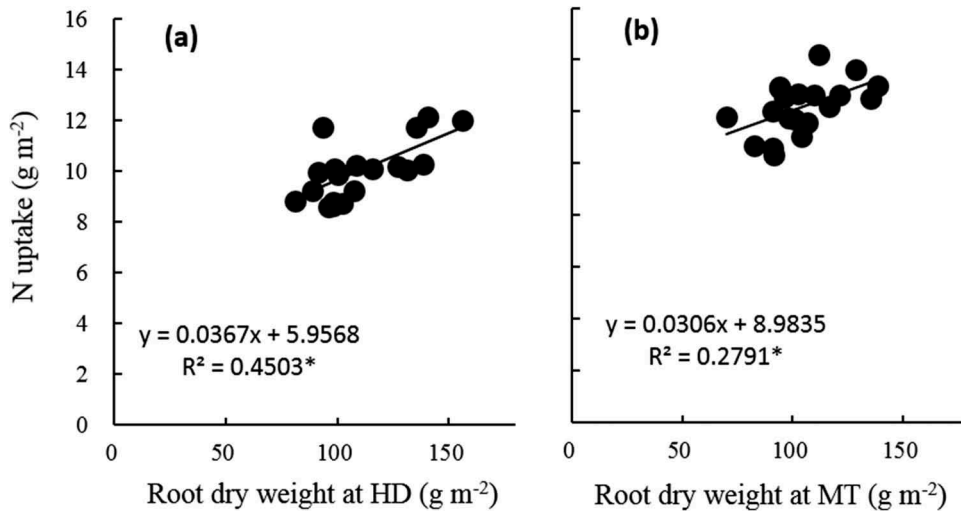 (a)
N uptake (g m⁻²)
16
14
12
10
8
6
4
2
0
y = 0.0367x + 5.9568
R² = 0.4503*
0
50
100
150
Root dry weight at HD (g m⁻²)
(b)
y = 0.0306x + 8.9835
R² = 0.2791*
0
50
100
150
Root dry weight at MT (g m⁻²)